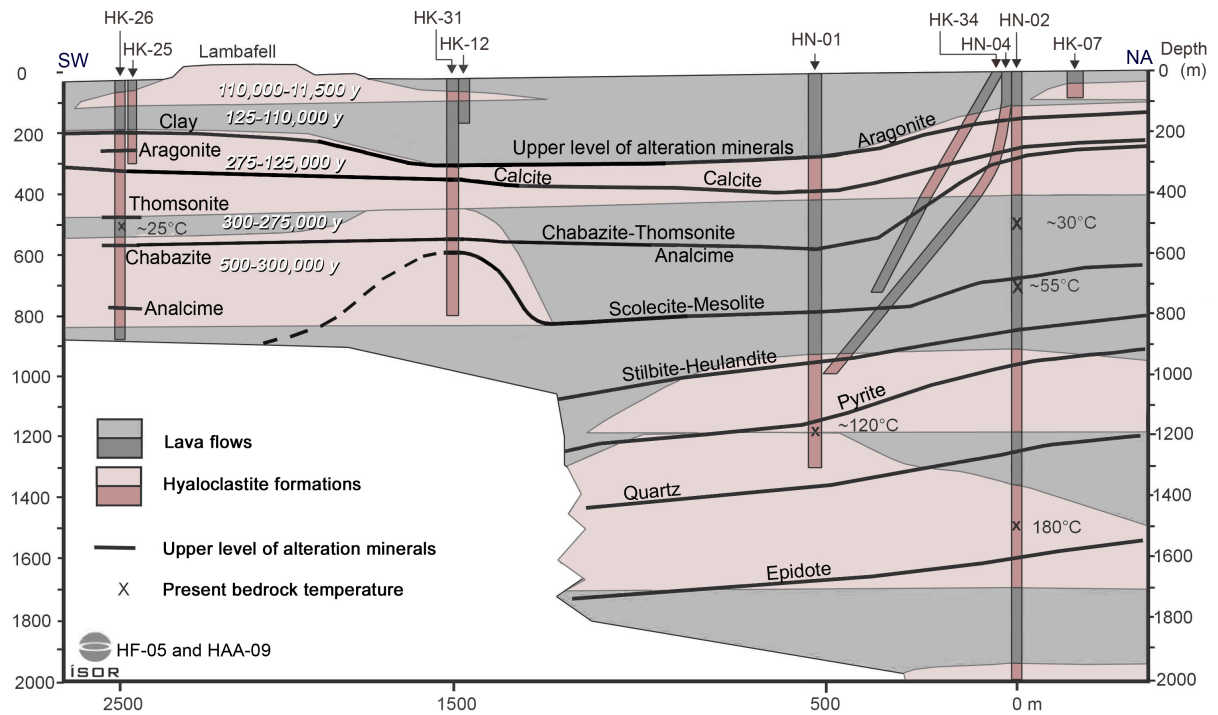 HK-26
HK-31
HK-34
HN-02
SW
HK-25
Lambafell
HK-12
HN-01
HN-04
HK-07
NA
Depth
(m)
0
0
110,000-11,500 y
125-110,000 y
Clay
Aragonite
200
200
Upper level of alteration minerals
Aragonite
275-125,000 y
Calcite
Calcite
400
400
Thomsonite
300-275,000 y
~25°C
~30°C
Chabazite-Thomsonite
600
600
Analcime
Chabazite
500-300,000 y
~55°C
Analcime
Scolecite-Mesolite
800
800
Stilbite-Heulandite
1000
1000
Pyrite
~120°C
1200
1200
Lava flows
Hyaloclastite formations
Quartz
1400
1400
180°C
Upper level of alteration minerals
1600
1600
Epidote
x Present bedrock temperature
1800
1800
HF-05 and HAA-09
ÍSOR
2000
2000
2500
1500
500
0 m